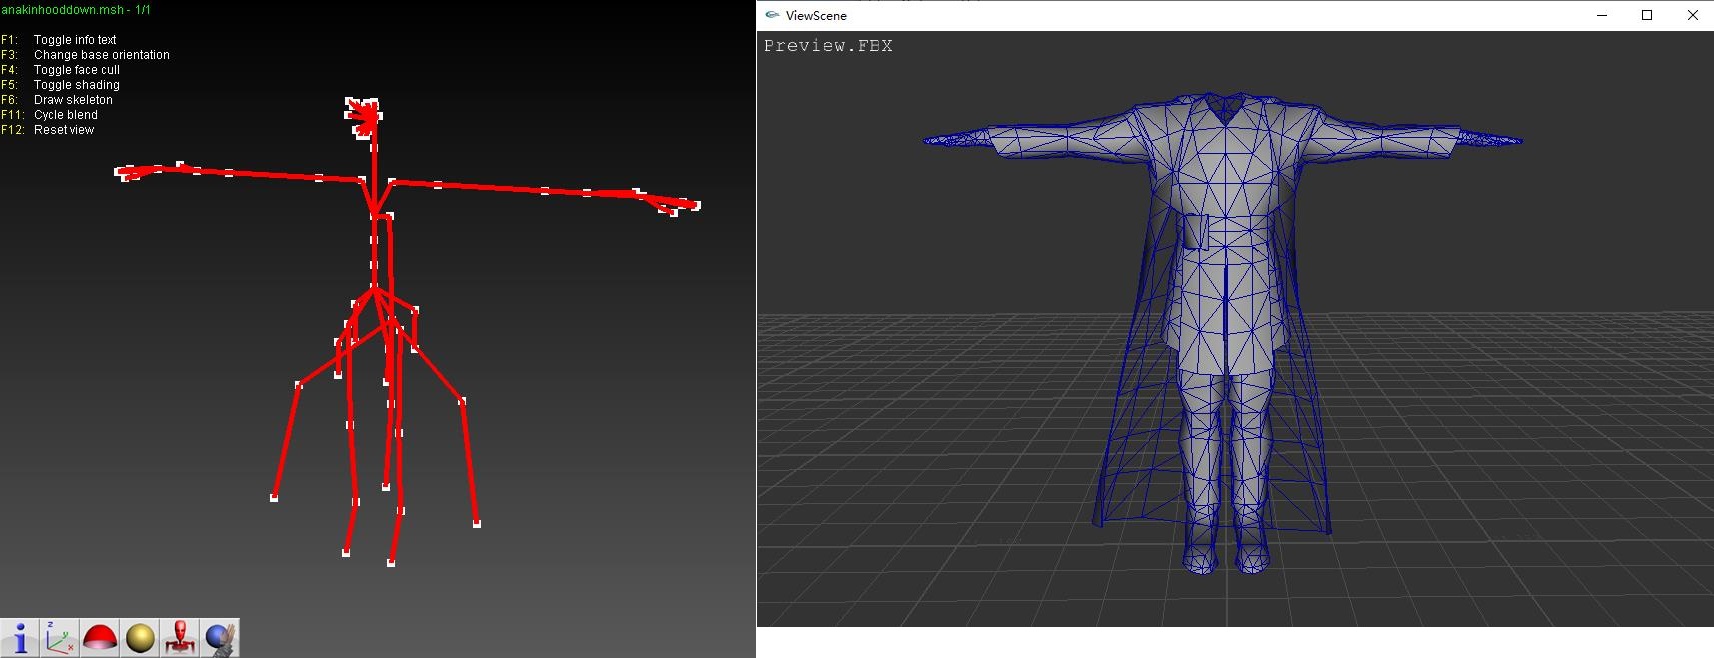 anakinhooddown.msh - 1/1
F1: Toggle info text
F3: Change base orientation
F4: Toggle face cull
F5: Toggle shading
F6: Draw skeleton
F11: Cycle blend
F12: Reset view
z y x
ViewScene
Preview.FBX